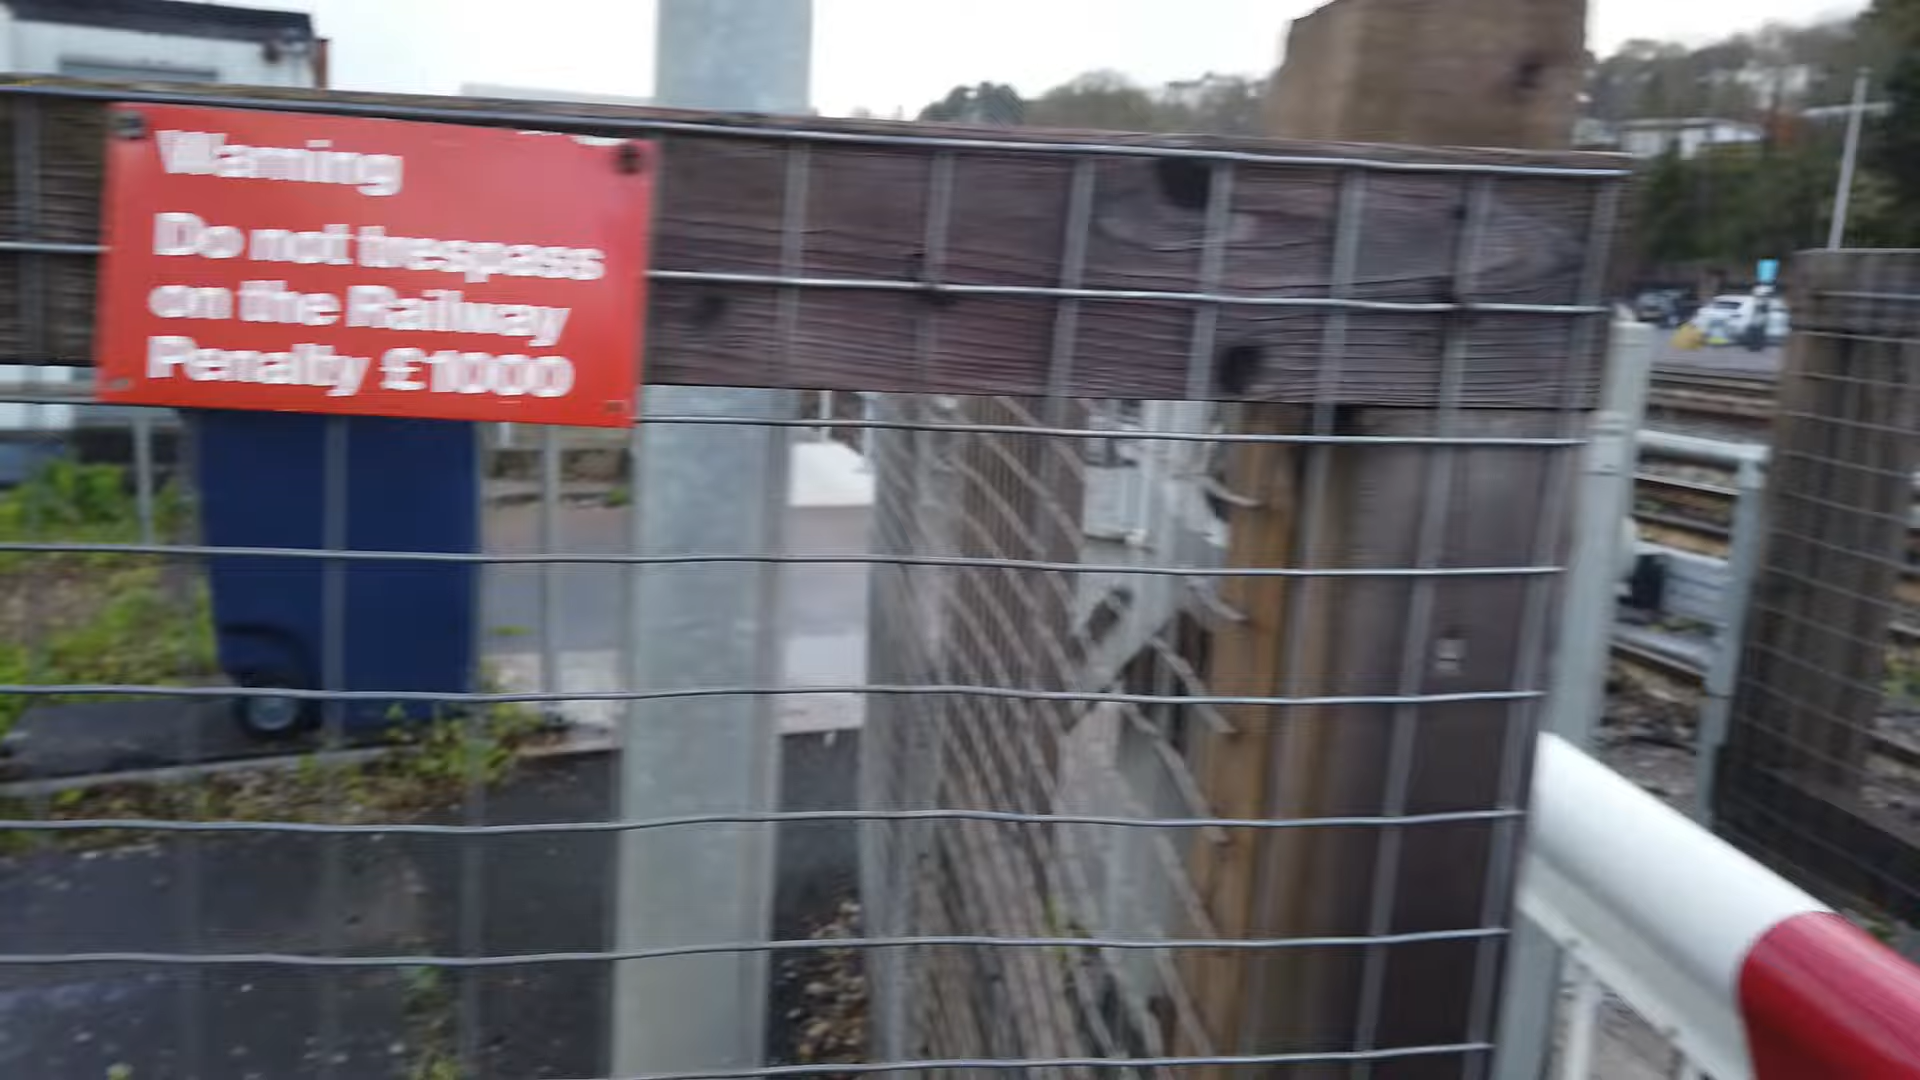 Warning
Do not trespass
on the Railway
Penalty £1000